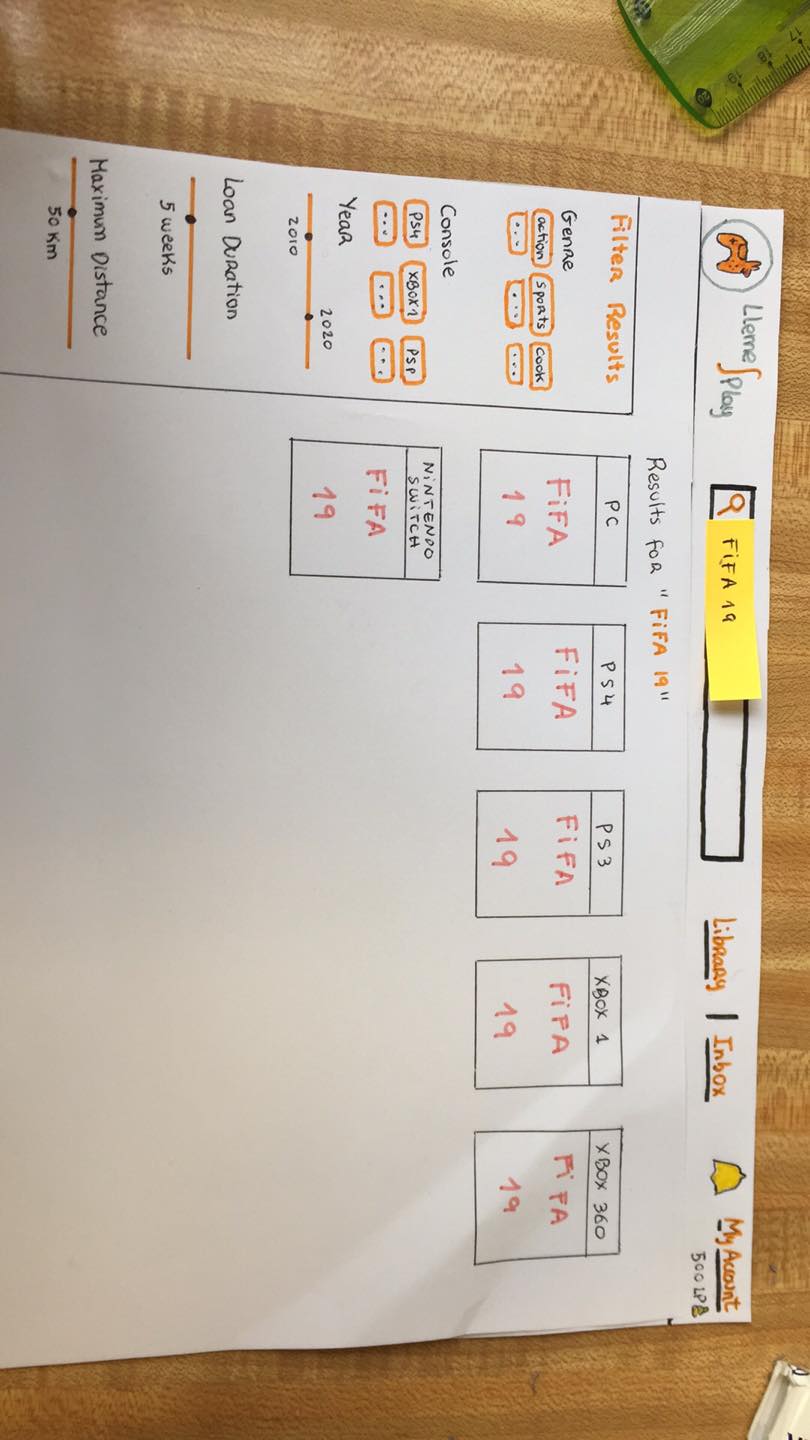 Lleme
Play
FiFA 19
Library | Inbox
My Account
500 LP
Results for "FiFA 19"
Filter Results
Genre
action sports cook
... ... ...
Console
PS4 XBOX1 PSP
... ... ...
Year
2020
2010
Loan Duration
5 weeks
Maximum Distance
50 Km
PC
FiFA
19
PS4
FiFA
19
PS3
FiFA
19
XBOX 1
FiFA
19
XBOX 360
FiFA
19
NiNTENDO
SWiTCH
FiFA
19
17